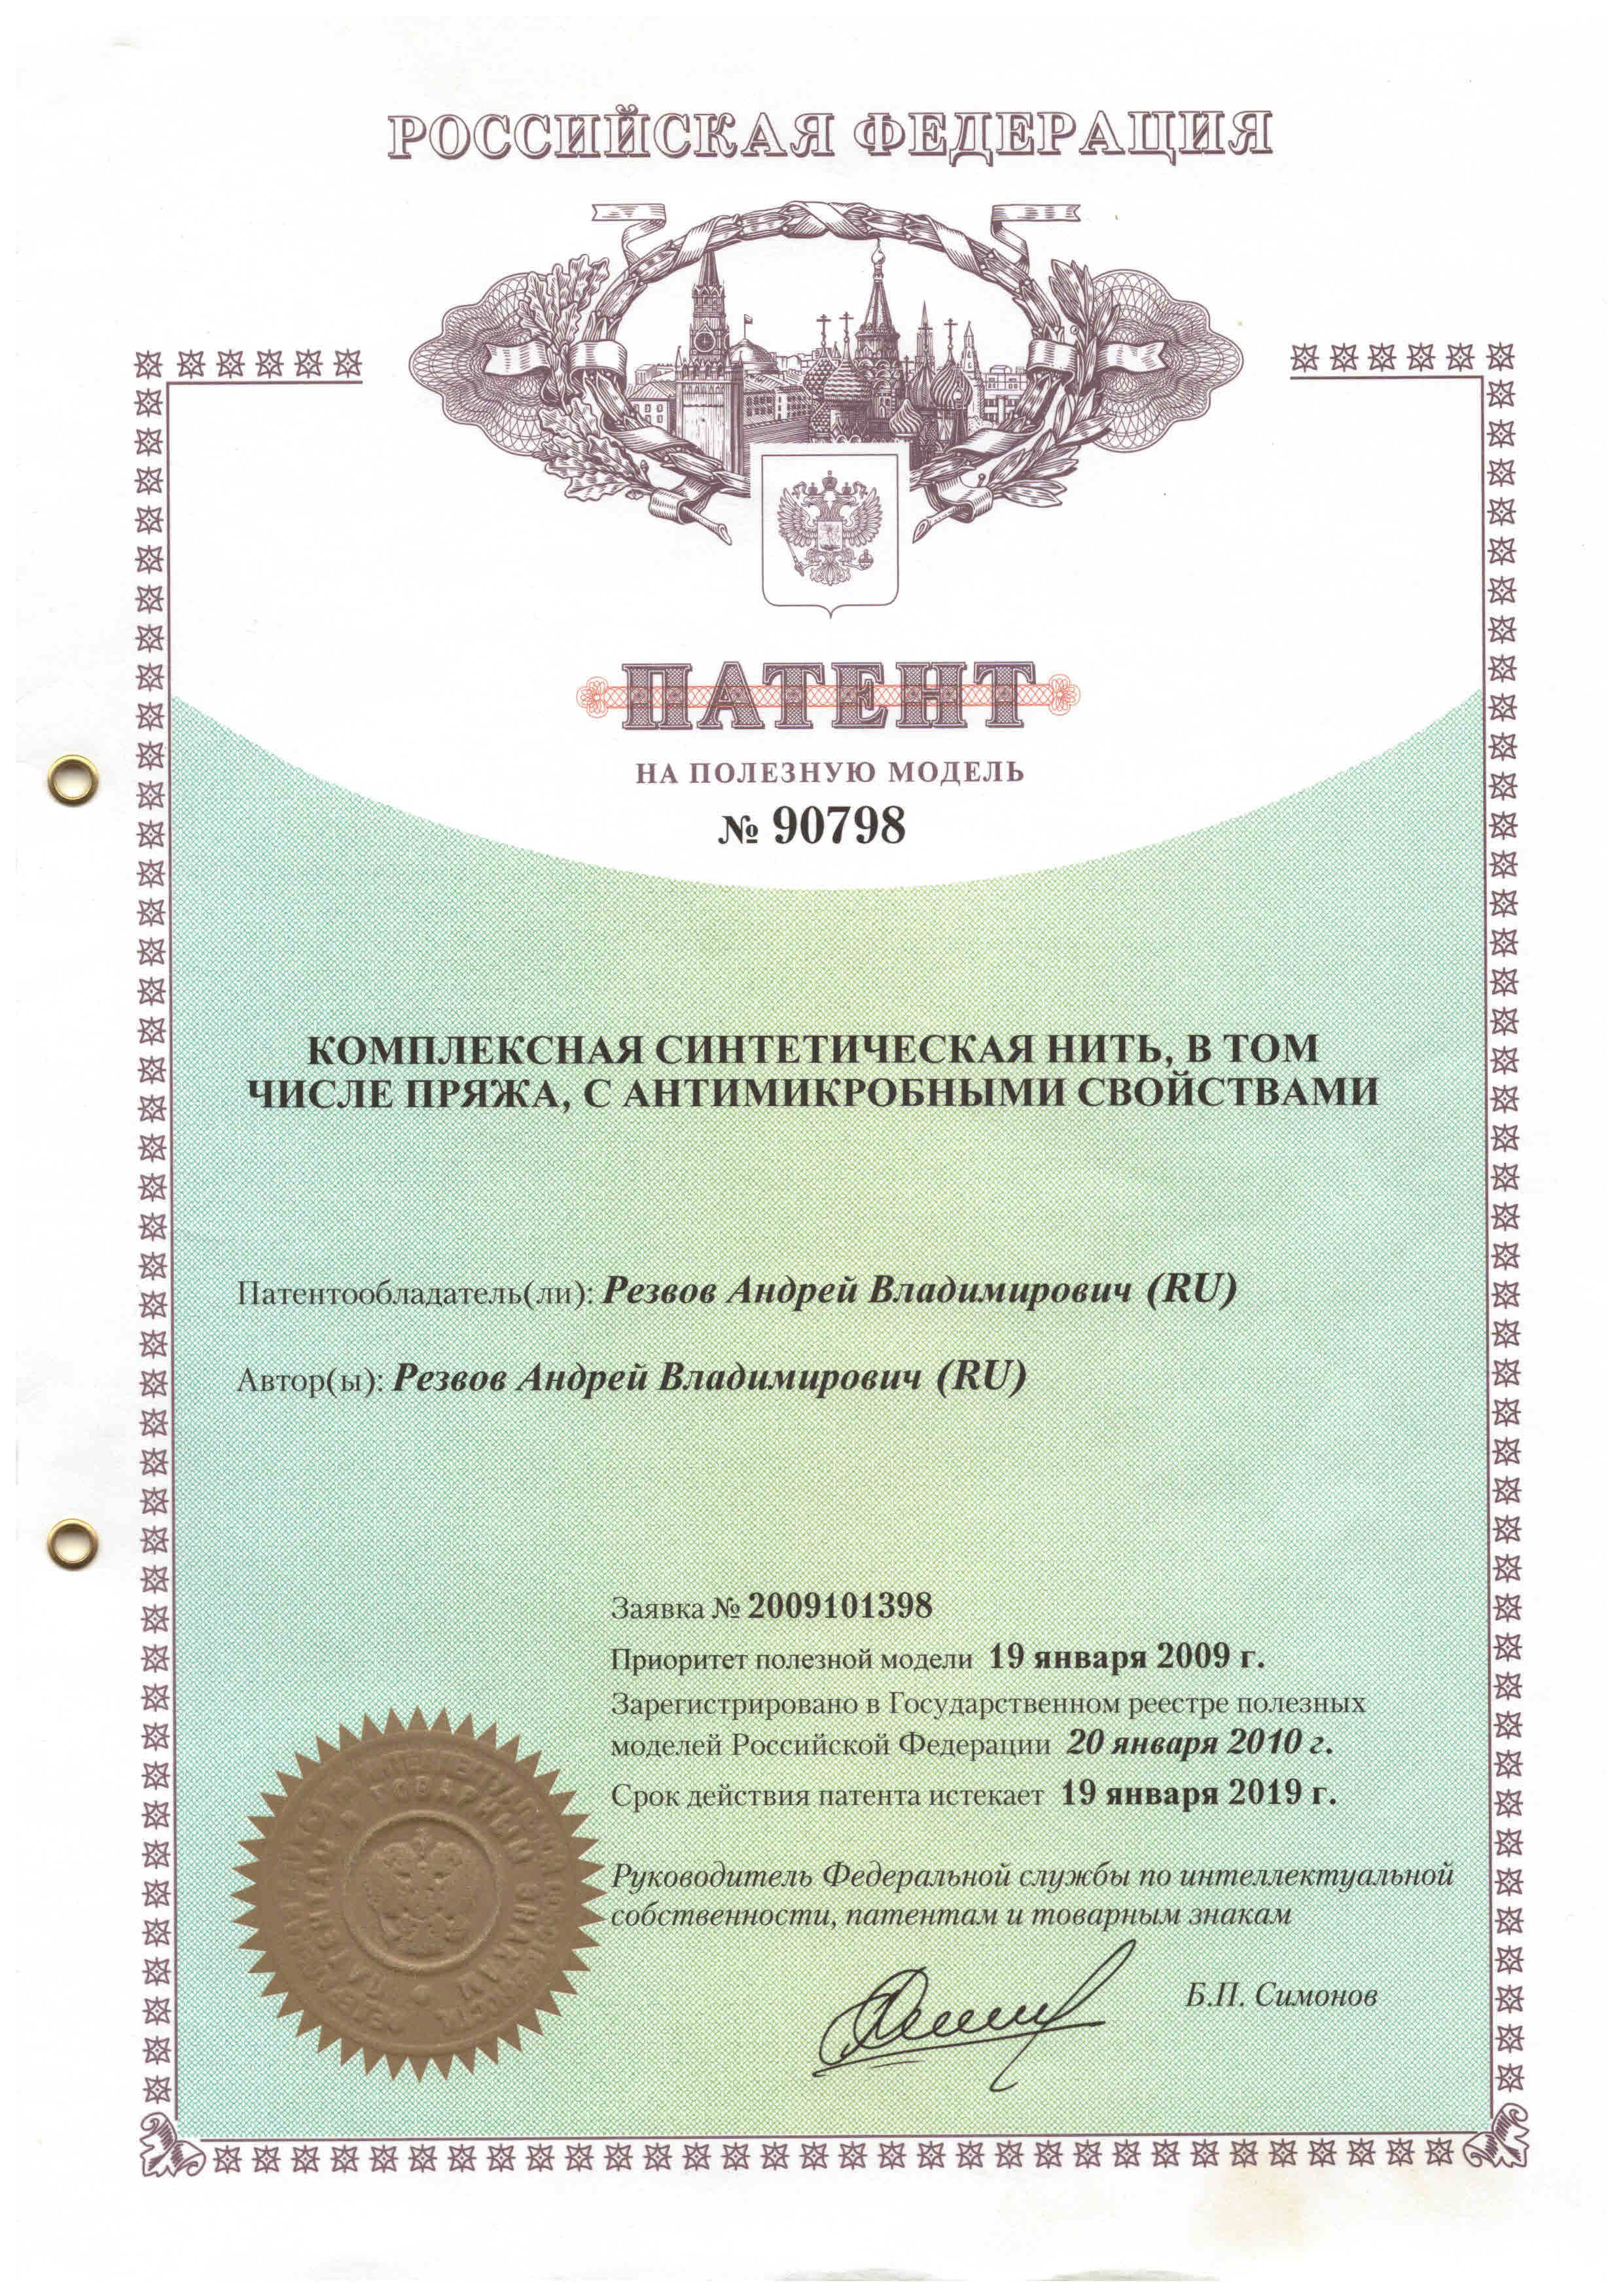 РОССИЙСКАЯ ФЕДЕРАЦИЯ
ПАТЕНТ
НА ПОЛЕЗНУЮ МОДЕЛЬ
№ 90798
КОМПЛЕКСНАЯ СИНТЕТИЧЕСКАЯ НИТЬ, В ТОМ
ЧИСЛЕ ПРЯЖА, С АНТИМИКРОБНЫМИ СВОЙСТВАМИ
Патентообладатель(ли): Резвов Андрей Владимирович (RU)
Автор(ы): Резвов Андрей Владимирович (RU)
Заявка № 2009101398
Приоритет полезной модели 19 января 2009 г.
Зарегистрировано в Государственном реестре полезных
моделей Российской Федерации 20 января 2010 г.
Срок действия патента истекает 19 января 2019 г.
Руководитель Федеральной службы по интеллектуальной
собственности, патентам и товарным знакам
Б.П. Симонов